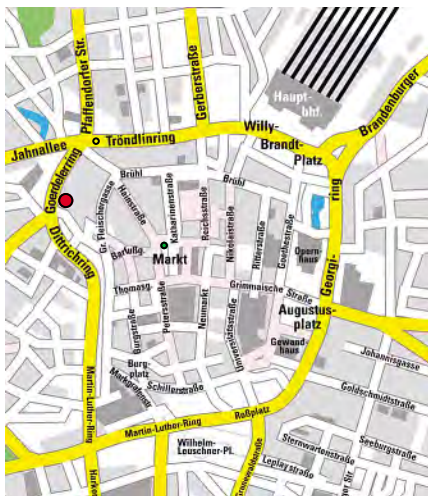 Pfaffendorfer Str.
Gerberstraße
Haupt-
bhf.
Brandenburger
Willy-
Brandt-
Platz
Tröndlinring
Jahnallee
Goerdelerring
Brühl
Brühl
Gr. Fleischergasse
Hainstraße
Katharinenstraße
Reichsstraße
Nikolaistraße
Ritterstraße
Goethestraße
Opern-
haus
Georgi-
ring
Dittrichring
Barfußg.
Markt
Thomasg.
Grimmaische Straße
Augustus-
platz
Burgstraße
Petersstraße
Neumarkt
Universitätsstraße
Gewand-
haus
Johannisgasse
Burg-
platz
Markgrafenstr.
Schillerstraße
Goldschmidtstraße
Martin-Luther-Ring
Martin-Luther-Ring
Roßplatz
Wilhelm-
Leuschner-Pl.
Sternwartenstraße
Seeburgstraße
Leplaystraße